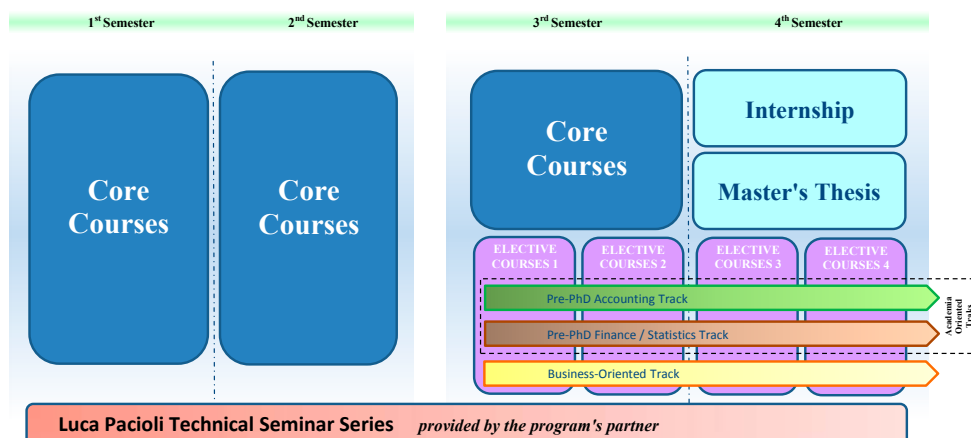 1st Semester
2nd Semester
3rd Semester
4th Semester
Core
Courses
Core
Courses
Core
Courses
Internship
Master's Thesis
ELECTIVE
COURSES 1
ELECTIVE
COURSES 2
ELECTIVE
COURSES 3
ELECTIVE
COURSES 4
Pre-PhD Accounting Track
Pre-PhD Finance / Statistics Track
Business-Oriented Track
Academia
Oriented
Traks
Luca Pacioli Technical Seminar Series provided by the program's partner